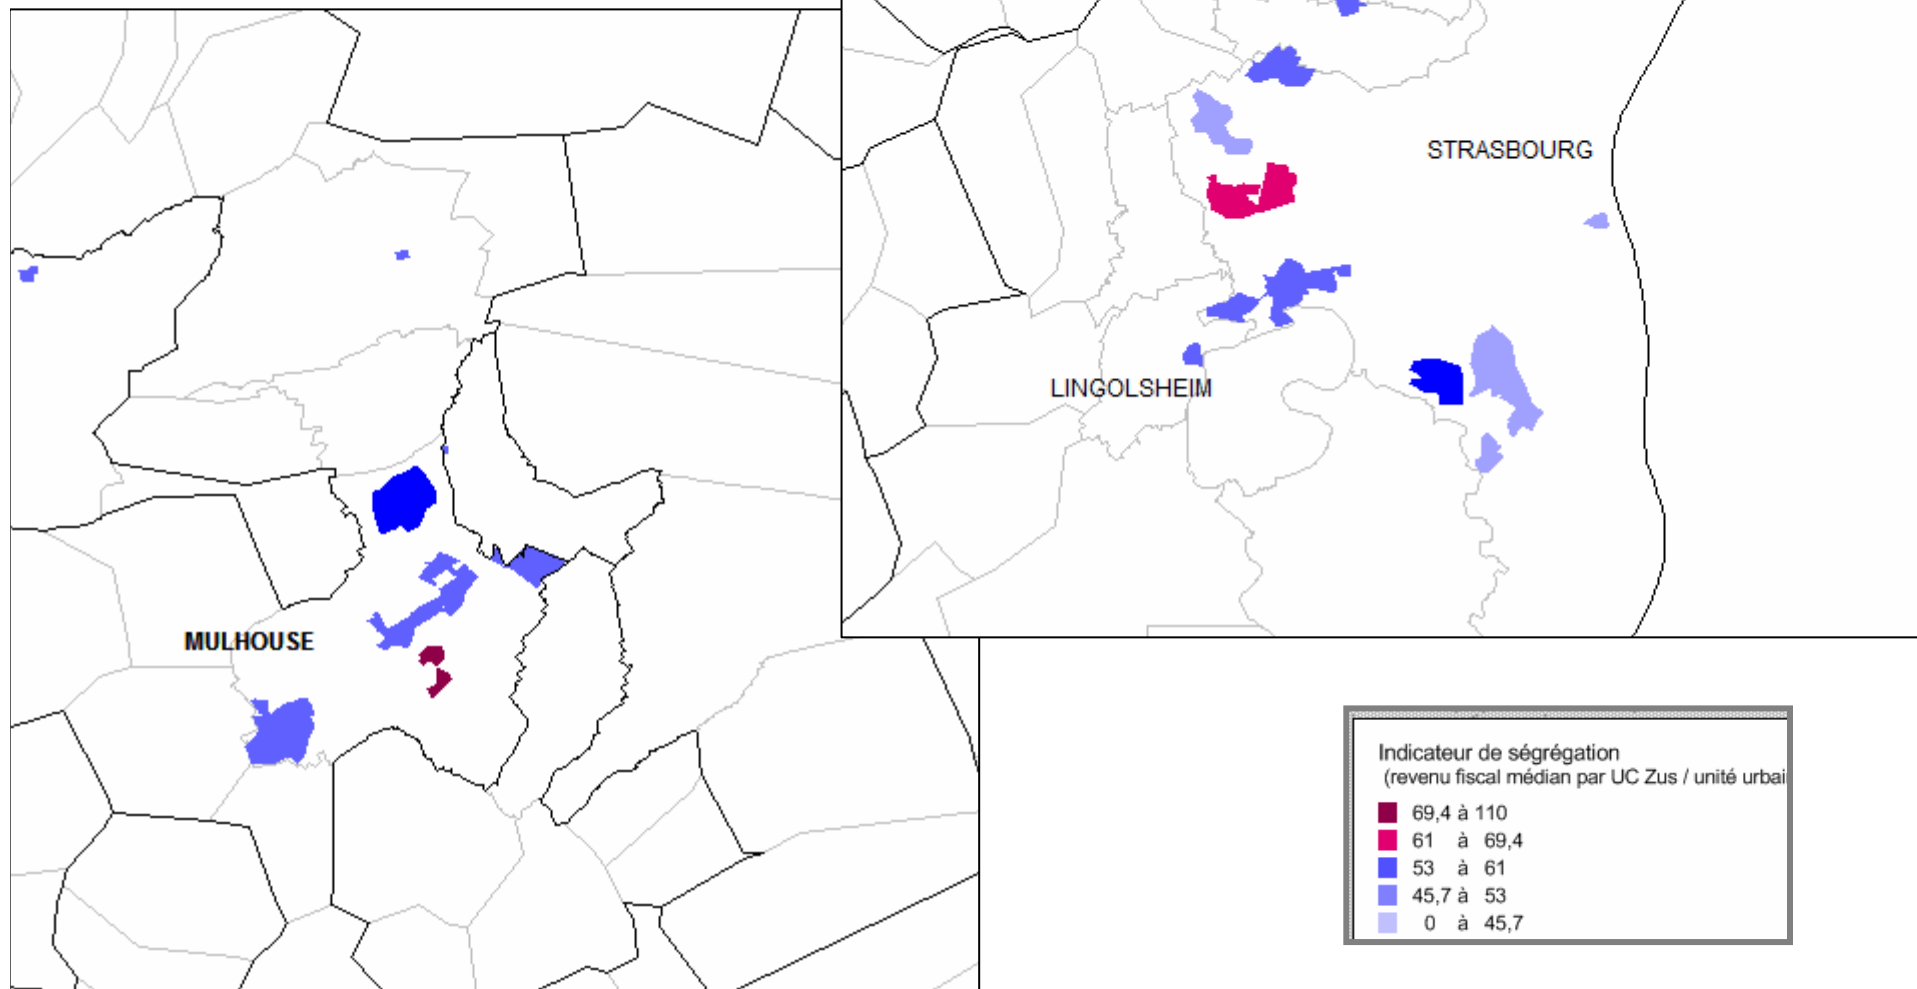 STRASBOURG
LINGOLSHEIM
MULHOUSE
Indicateur de ségrégation
(revenu fiscal médian par UC Zus / unité urbai
69,4 à 110
61 à 69,4
53 à 61
45,7 à 53
0 à 45,7